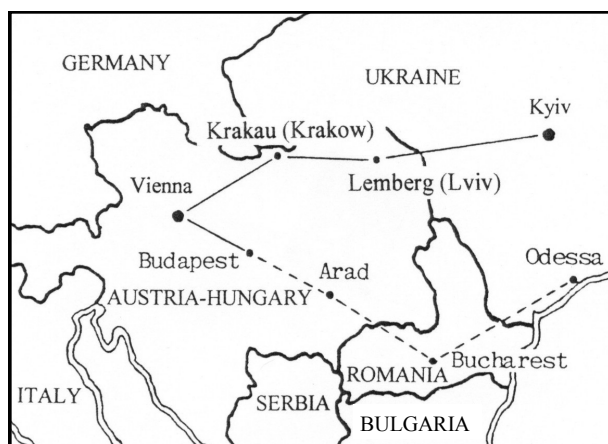 GERMANY
UKRAINE
Kyiv
Krakau (Krakow)
Lemberg (Lviv)
Vienna
Budapest
Arad
Odessa
AUSTRIA-HUNGARY
Bucharest
ROMANIA
ITALY
SERBIA
BULGARIA